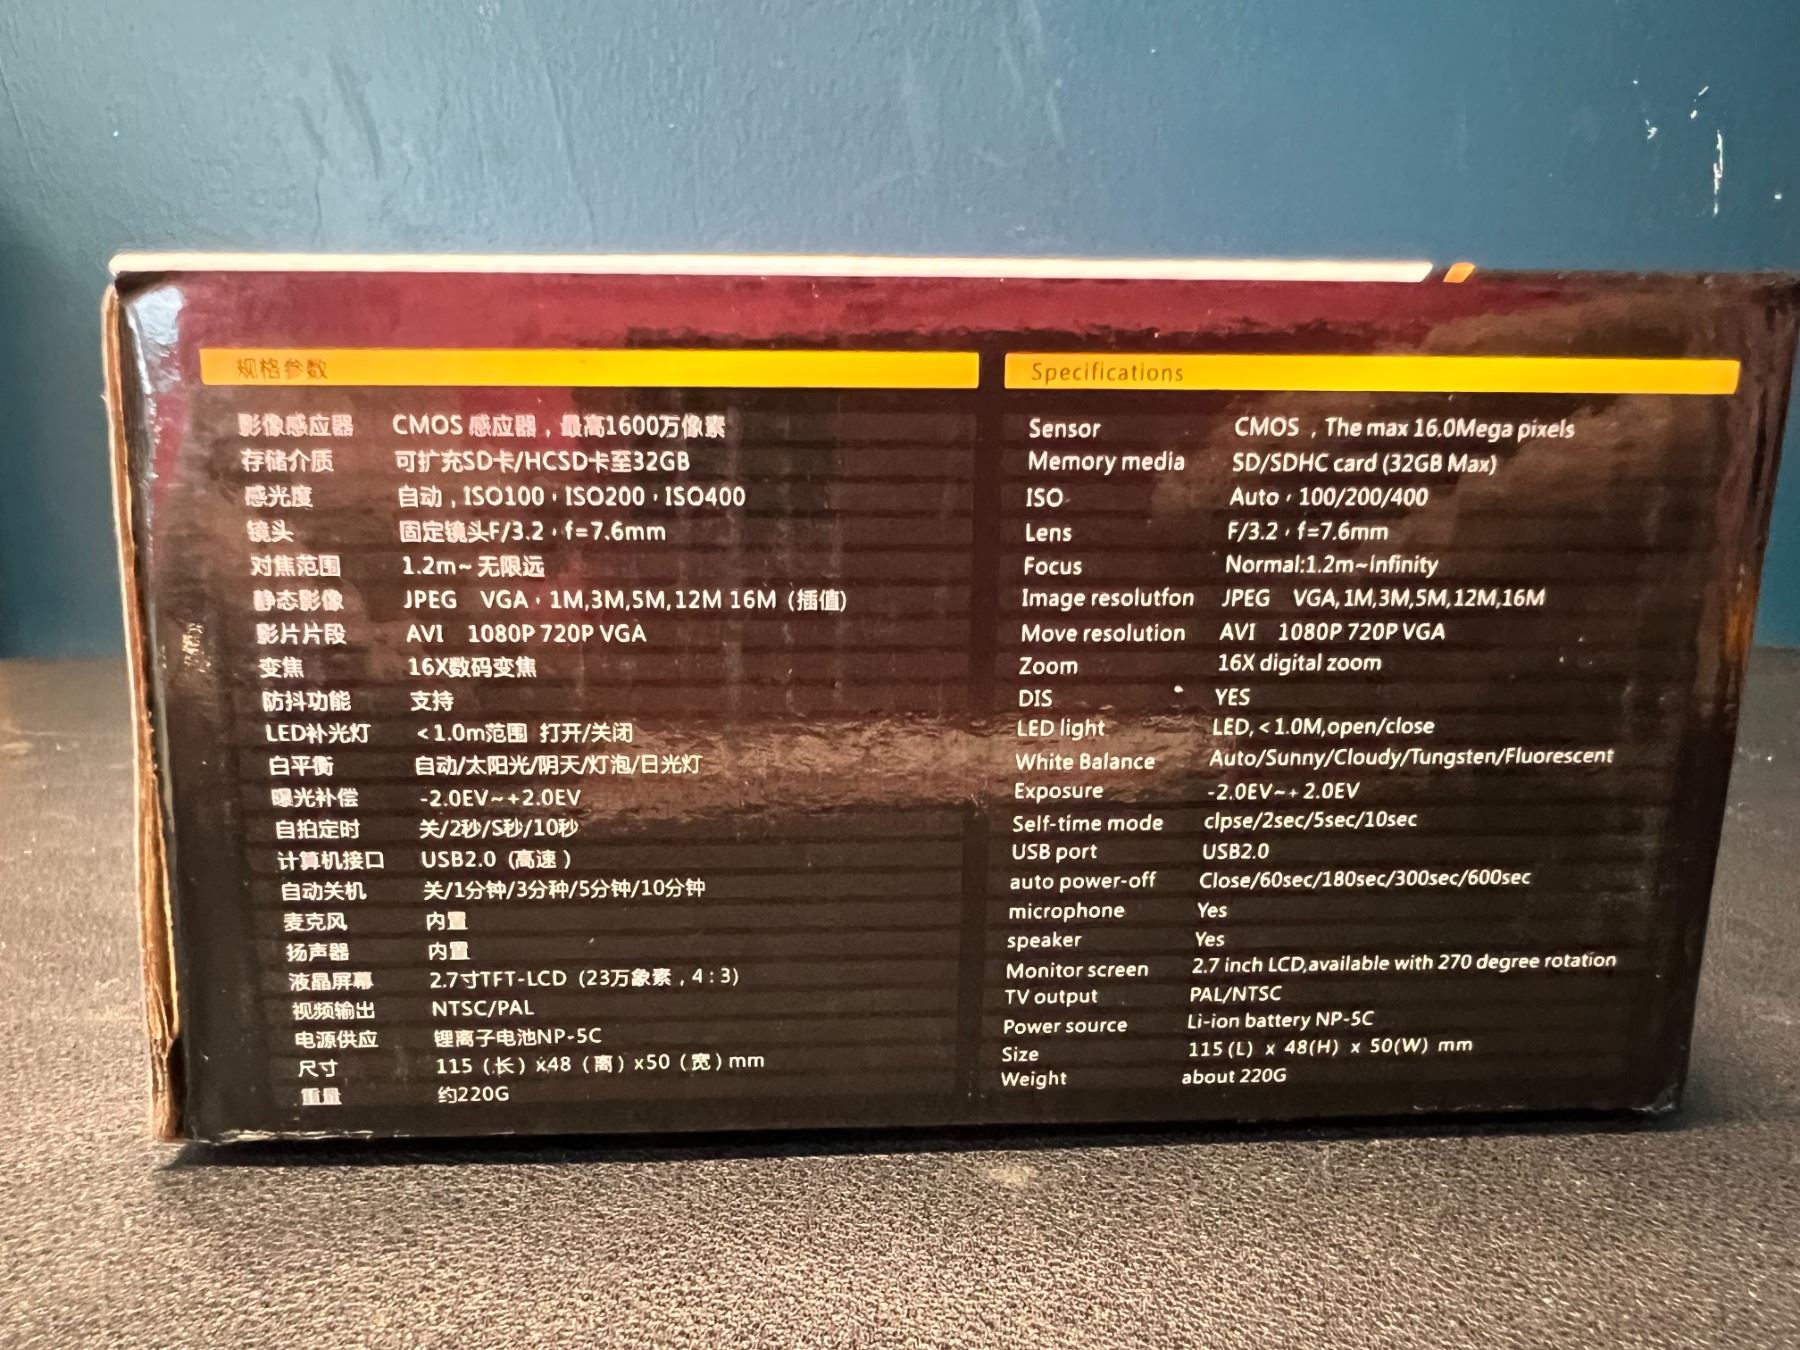 规格参数
影像感应器 CMOS 感应器，最高1600万像素
存储介质 可扩充SD卡/HCSD卡至32GB
感光度 自动，ISO100，ISO200，ISO400
镜头 固定镜头F/3.2，f=7.6mm
对焦范围 1.2m~无限远
静态影像 JPEG VGA，1M,3M,5M,12M 16M (插值)
影片片段 AVI 1080P 720P VGA
变焦 16X数码变焦
防抖功能 支持
LED补光灯 <1.0m范围 打开/关闭
白平衡 自动/太阳光/阴天/灯泡/日光灯
曝光补偿 -2.0EV~+2.0EV
自拍定时 关/2秒/5秒/10秒
计算机接口 USB2.0 (高速)
自动关机 关/1分钟/3分种/5分钟/10分钟
麦克风 内置
扬声器 内置
液晶屏幕 2.7寸TFT-LCD (23万象素，4:3)
视频输出 NTSC/PAL
电源供应 锂离子电池NP-5C
尺寸 115 (长) x48 (离) x50 (宽) mm
重量 约220G
Specifications
Sensor CMOS , The max 16.0Mega pixels
Memory media SD/SDHC card (32GB Max)
ISO Auto，100/200/400
Lens F/3.2，f=7.6mm
Focus Normal:1.2m~Infinity
Image resolutfon JPEG VGA,1M,3M,5M,12M,16M
Move resolution AVI 1080P 720P VGA
Zoom 16X digital zoom
DIS YES
LED light LED,<1.0M,open/close
White Balance Auto/Sunny/Cloudy/Tungsten/Fluorescent
Exposure -2.0EV~+2.0EV
Self-time mode clpse/2sec/5sec/10sec
USB port USB2.0
auto power-off Close/60sec/180sec/300sec/600sec
microphone Yes
speaker Yes
Monitor screen 2.7 inch LCD,available with 270 degree rotation
TV output PAL/NTSC
Power source Li-ion battery NP-5C
Size 115(L) x 48(H) x 50(W) mm
Weight about 220G